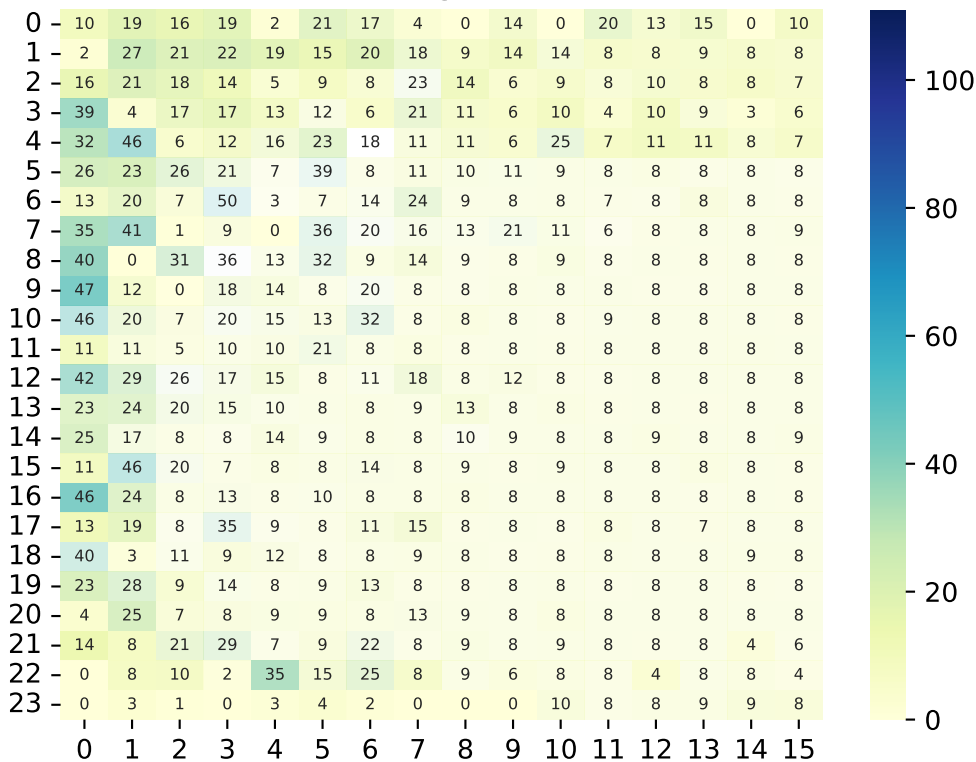 0 10 19 16 19 2 21 17 4 0 14 0 20 13 15 0 10
1 2 27 21 22 19 15 20 18 9 14 14 8 8 9 8 8
2 16 21 18 14 5 9 8 23 14 6 9 8 10 8 8 7
3 39 4 17 17 13 12 6 21 11 6 10 4 10 9 3 6
4 32 46 6 12 16 23 18 11 11 6 25 7 11 11 8 7
5 26 23 26 21 7 39 8 11 10 11 9 8 8 8 8 8
6 13 20 7 50 3 7 14 24 9 8 8 7 8 8 8 8
7 35 41 1 9 0 36 20 16 13 21 11 6 8 8 8 9
8 40 0 31 36 13 32 9 14 9 8 9 8 8 8 8 8
9 47 12 0 18 14 8 20 8 8 8 8 8 8 8 8 8
10 46 20 7 20 15 13 32 8 8 8 8 9 8 8 8 8
11 11 11 5 10 10 21 8 8 8 8 8 8 8 8 8 8
12 42 29 26 17 15 8 11 18 8 12 8 8 8 8 8 8
13 23 24 20 15 10 8 8 9 13 8 8 8 8 8 8 8
14 25 17 8 8 14 9 8 8 10 9 8 8 9 8 8 9
15 11 46 20 7 8 8 14 8 9 8 9 8 8 8 8 8
16 46 24 8 13 8 10 8 8 8 8 8 8 8 8 8 8
17 13 19 8 35 9 8 11 15 8 8 8 8 8 7 8 8
18 40 3 11 9 12 8 8 9 8 8 8 8 8 8 9 8
19 23 28 9 14 8 9 13 8 8 8 8 8 8 8 8 8
20 4 25 7 8 9 9 8 13 9 8 8 8 8 8 8 8
21 14 8 21 29 7 9 22 8 9 8 9 8 8 8 4 6
22 0 8 10 2 35 15 25 8 9 6 8 8 4 8 8 4
23 0 3 1 0 3 4 2 0 0 0 10 8 8 9 9 8
0 1 2 3 4 5 6 7 8 9 10 11 12 13 14 15
100
80
60
40
20
0